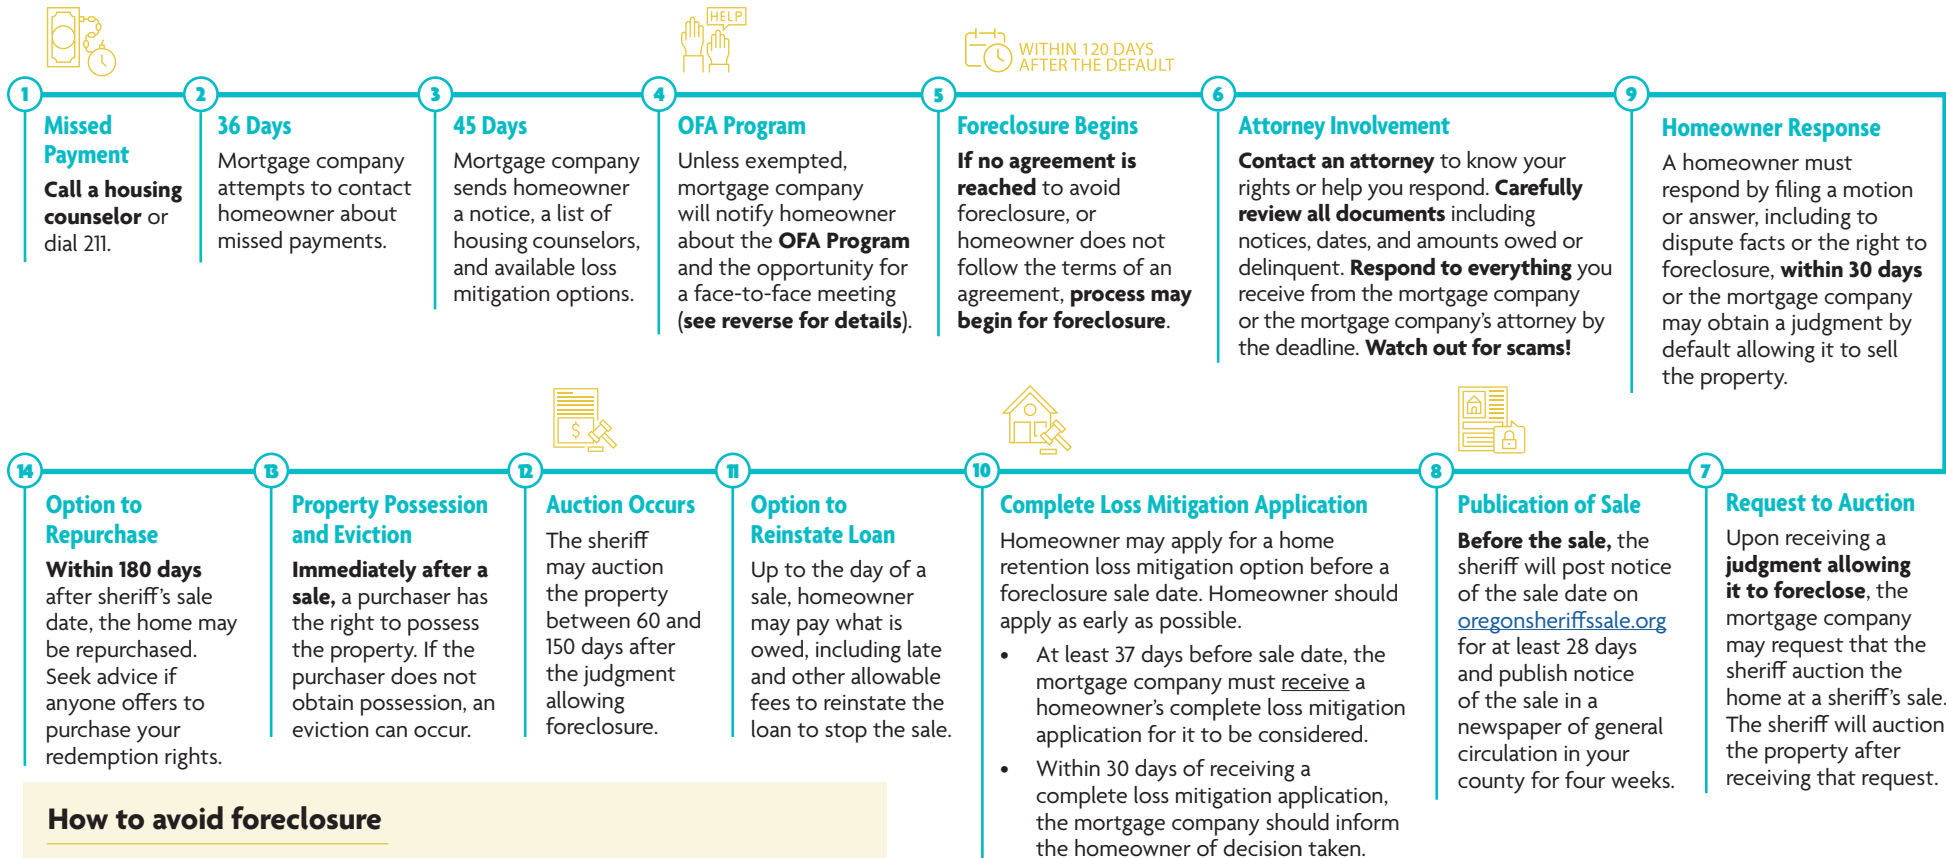 HELP
WITHIN 120 DAYS
AFTER THE DEFAULT
1
Missed
Payment
Call a housing
counselor or
dial 211.
2
36 Days
Mortgage company
attempts to contact
homeowner about
missed payments.
3
45 Days
Mortgage company
sends homeowner
a notice, a list of
housing counselors,
and available loss
mitigation options.
4
OFA Program
Unless exempted,
mortgage company
will notify homeowner
about the OFA Program
and the opportunity for
a face-to-face meeting
(see reverse for details).
5
Foreclosure Begins
If no agreement is
reached to avoid
foreclosure, or
homeowner does not
follow the terms of an
agreement, process may
begin for foreclosure.
6
Attorney Involvement
Contact an attorney to know your
rights or help you respond. Carefully
review all documents including
notices, dates, and amounts owed or
delinquent. Respond to everything you
receive from the mortgage company
or the mortgage company's attorney by
the deadline. Watch out for scams!
9
Homeowner Response
A homeowner must
respond by filing a motion
or answer, including to
dispute facts or the right to
foreclosure, within 30 days
or the mortgage company
may obtain a judgment by
default allowing it to sell
the property.
14
Option to
Repurchase
Within 180 days
after sheriff's sale
date, the home may
be repurchased.
Seek advice if
anyone offers to
purchase your
redemption rights.
13
Property Possession
and Eviction
Immediately after a
sale, a purchaser has
the right to possess
the property. If the
purchaser does not
obtain possession, an
eviction can occur.
$
12
Auction Occurs
The sheriff
may auction
the property
between 60 and
150 days after
the judgment
allowing
foreclosure.
11
Option to
Reinstate Loan
Up to the day of a
sale, homeowner
may pay what is
owed, including late
and other allowable
fees to reinstate the
loan to stop the sale.
10
Complete Loss Mitigation Application
Homeowner may apply for a home
retention loss mitigation option before a
foreclosure sale date. Homeowner should
apply as early as possible.
• At least 37 days before sale date, the
mortgage company must receive a
homeowner's complete loss mitigation
application for it to be considered.
• Within 30 days of receiving a
complete loss mitigation application,
the mortgage company should inform
the homeowner of decision taken.
8
Publication of Sale
Before the sale, the
sheriff will post notice
of the sale date on
oregonsheriffssale.org
for at least 28 days
and publish notice
of the sale in a
newspaper of general
circulation in your
county for four weeks.
7
Request to Auction
Upon receiving a
judgment allowing
it to foreclose, the
mortgage company
may request that the
sheriff auction the
home at a sheriff's sale.
The sheriff will auction
the property after
receiving that request.
How to avoid foreclosure